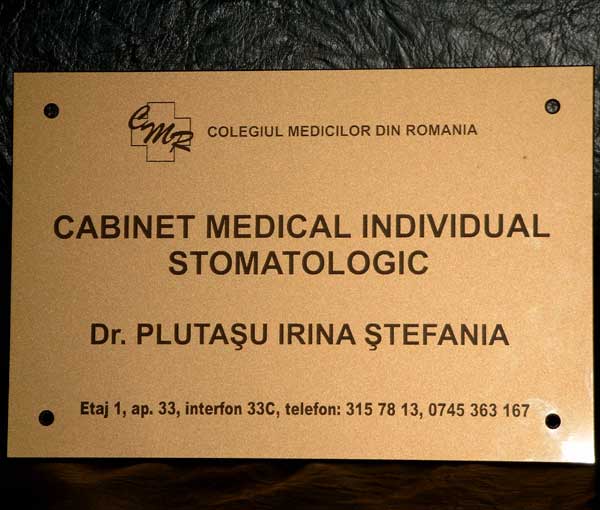 CMR COLEGIUL MEDICILOR DIN ROMANIA
CABINET MEDICAL INDIVIDUAL
STOMATOLOGIC
Dr. PLUTAŞU IRINA ŞTEFANIA
Etaj 1, ap. 33, interfon 33C, telefon: 315 78 13, 0745 363 167